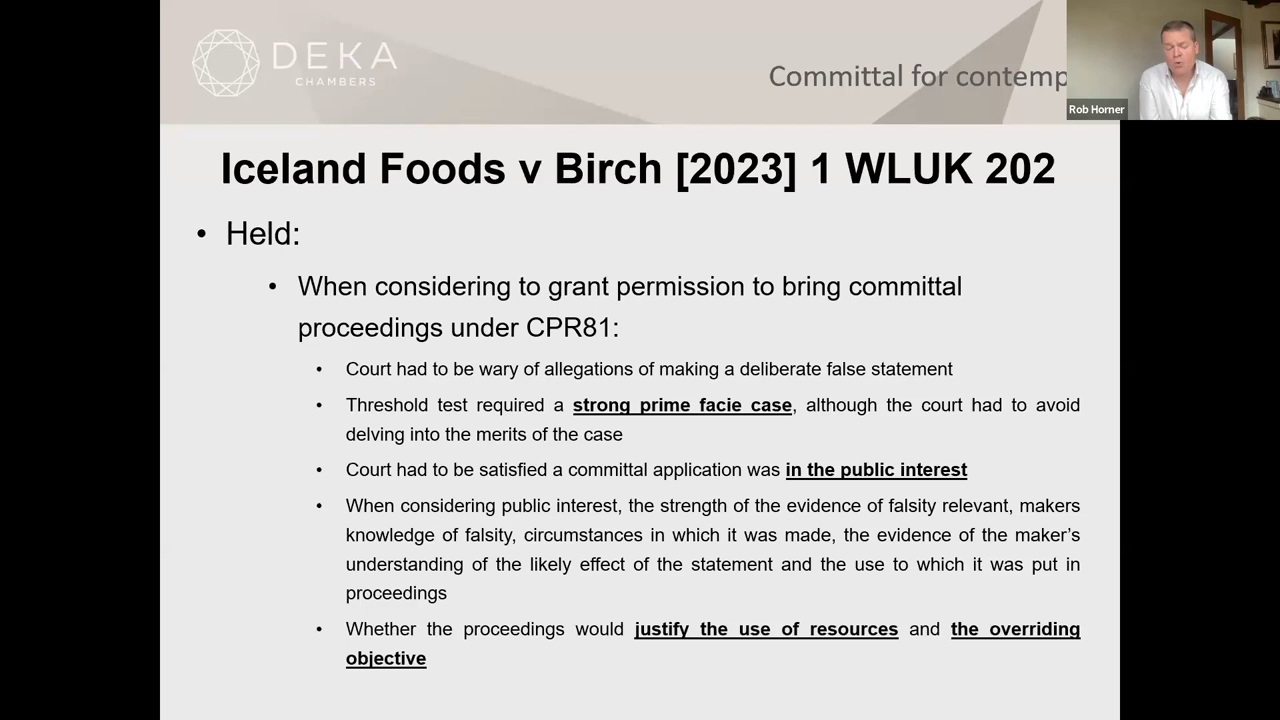 DEKA
CHAMBERS
Committal for contemp
Rob Horner
Iceland Foods v Birch [2023] 1 WLUK 202
• Held:
• When considering to grant permission to bring committal
proceedings under CPR81:
• Court had to be wary of allegations of making a deliberate false statement
• Threshold test required a strong prime facie case, although the court had to avoid
delving into the merits of the case
• Court had to be satisfied a committal application was in the public interest
• When considering public interest, the strength of the evidence of falsity relevant, makers
knowledge of falsity, circumstances in which it was made, the evidence of the maker’s
understanding of the likely effect of the statement and the use to which it was put in
proceedings
• Whether the proceedings would justify the use of resources and the overriding
objective